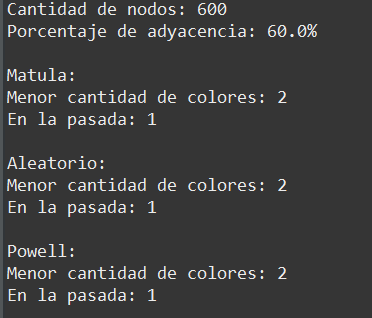 Cantidad de nodos: 600
Porcentaje de adyacencia: 60.0%
Matula:
Menor cantidad de colores: 2
En la pasada: 1
Aleatorio:
Menor cantidad de colores: 2
En la pasada: 1
Powell:
Menor cantidad de colores: 2
En la pasada: 1